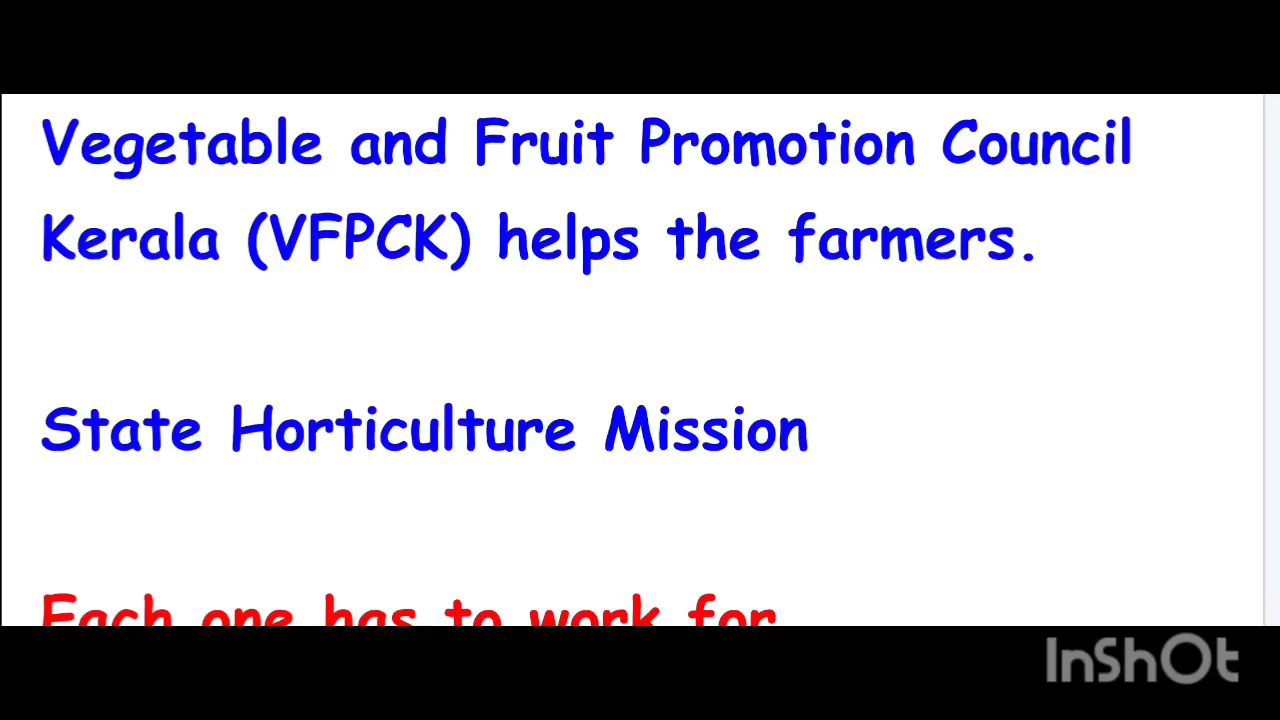 Vegetable and Fruit Promotion Council
Kerala (VFPCK) helps the farmers.
State Horticulture Mission
Each one has to work for
InShOt